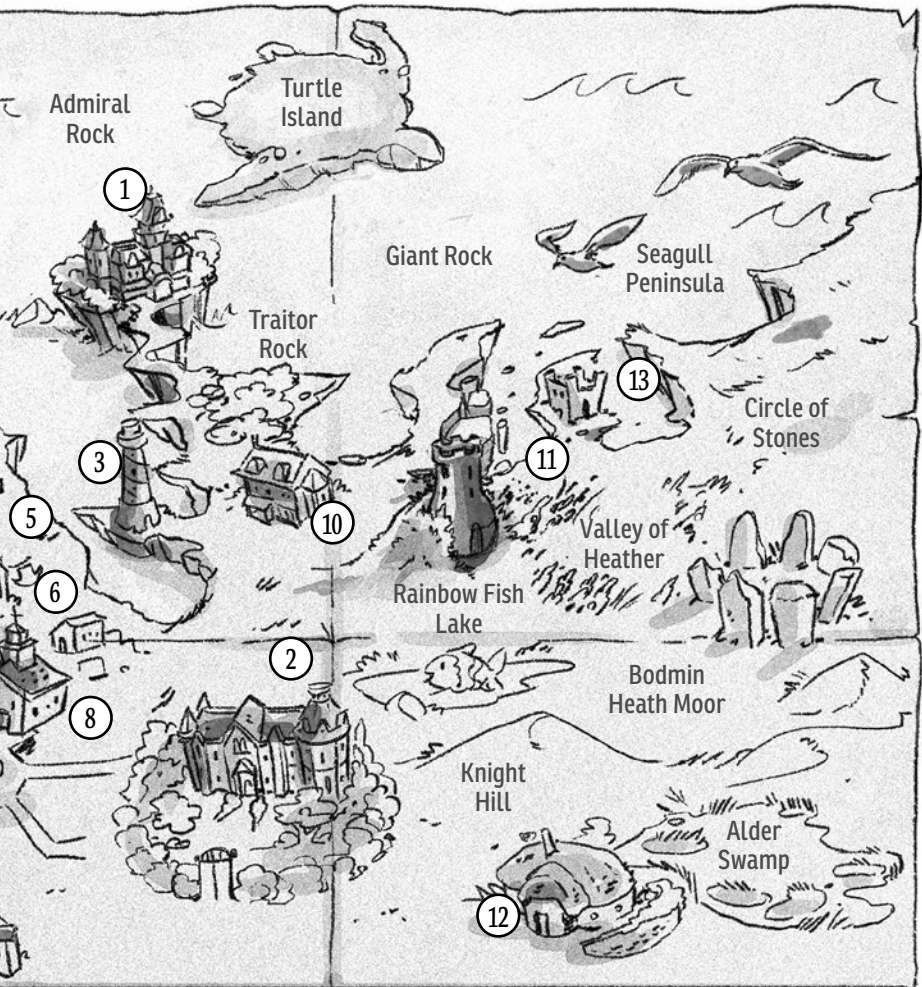 Turtle
Island
Admiral
Rock
1
Giant Rock
Seagull
Peninsula
Traitor
Rock
13
Circle of
Stones
3
11
5
10
Valley of
Heather
6
Rainbow Fish
Lake
2
Bodmin
Heath Moor
8
Knight
Hill
Alder
Swamp
12